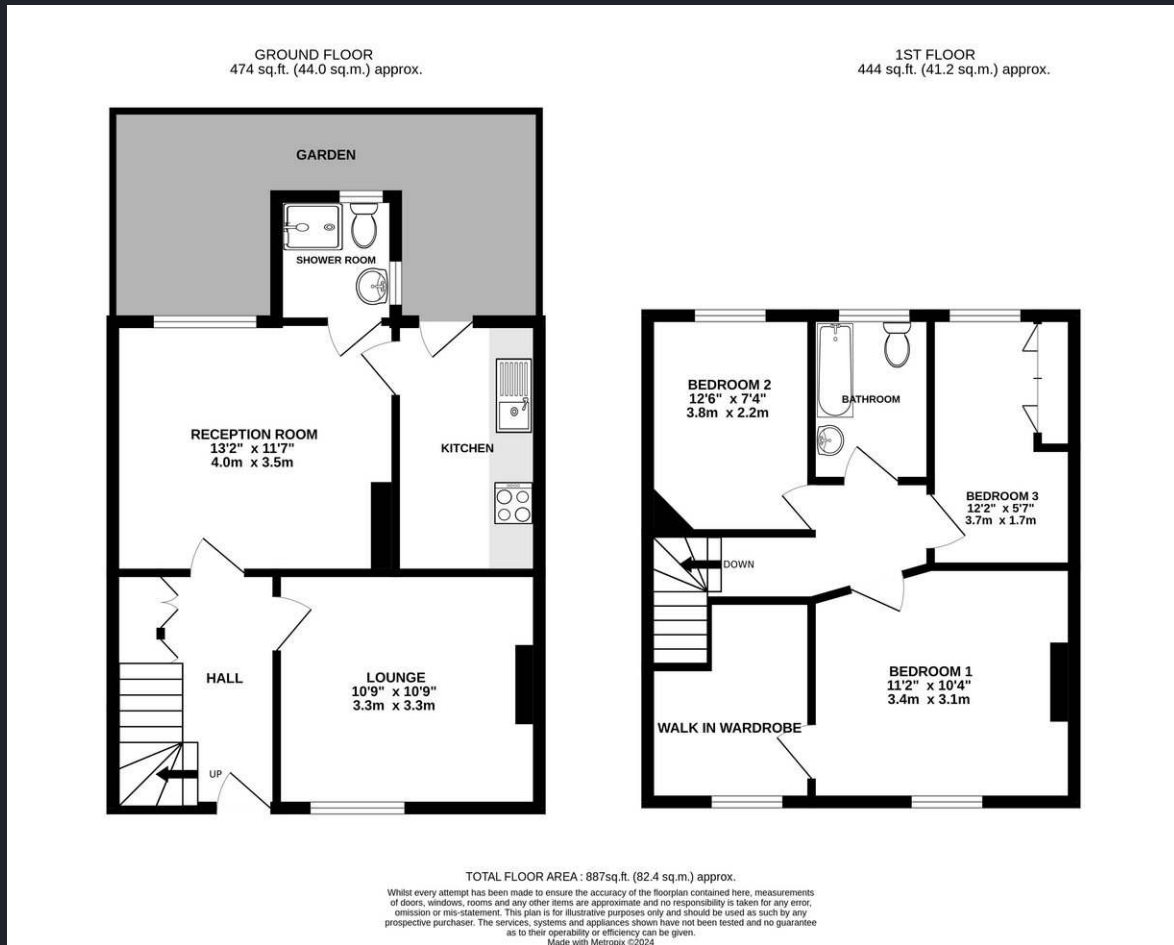 GROUND FLOOR
474 sq.ft. (44.0 sq.m.) approx.
1ST FLOOR
444 sq.ft. (41.2 sq.m.) approx.
GARDEN
SHOWER ROOM
RECEPTION ROOM
13'2" x 11'7"
4.0m x 3.5m
KITCHEN
HALL
UP
LOUNGE
10'9" x 10'9"
3.3m x 3.3m
BEDROOM 2
12'6" x 7'4"
3.8m x 2.2m
BATHROOM
BEDROOM 3
12'2" x 5'7"
3.7m x 1.7m
DOWN
BEDROOM 1
11'2" x 10'4"
3.4m x 3.1m
WALK IN WARDROBE
TOTAL FLOOR AREA : 887sq.ft. (82.4 sq.m.) approx.
Whilst every attempt has been made to ensure the accuracy of the floorplan contained here, measurements
of doors, windows, rooms and any other items are approximate and no responsibility is taken for any error,
omission or mis-statement. This plan is for illustrative purposes only and should be used as such by any
prospective purchaser. The services, systems and appliances shown have not been tested and no guarantee
as to their operability or efficiency can be given.
Made with Metropix ©2024